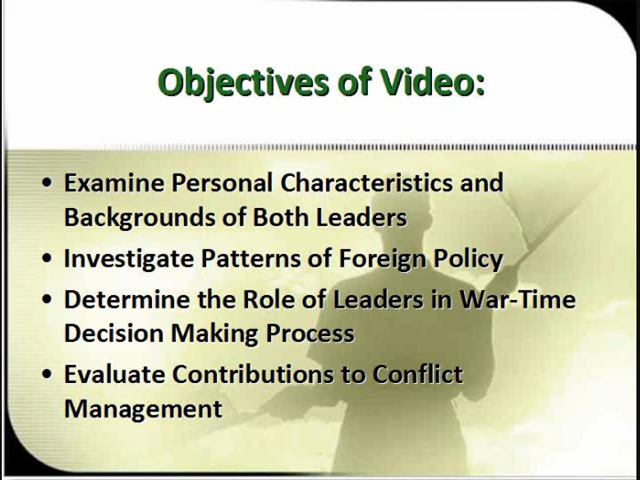 Objectives of Video:
• Examine Personal Characteristics and
Backgrounds of Both Leaders
• Investigate Patterns of Foreign Policy
• Determine the Role of Leaders in War-Time
Decision Making Process
• Evaluate Contributions to Conflict
Management